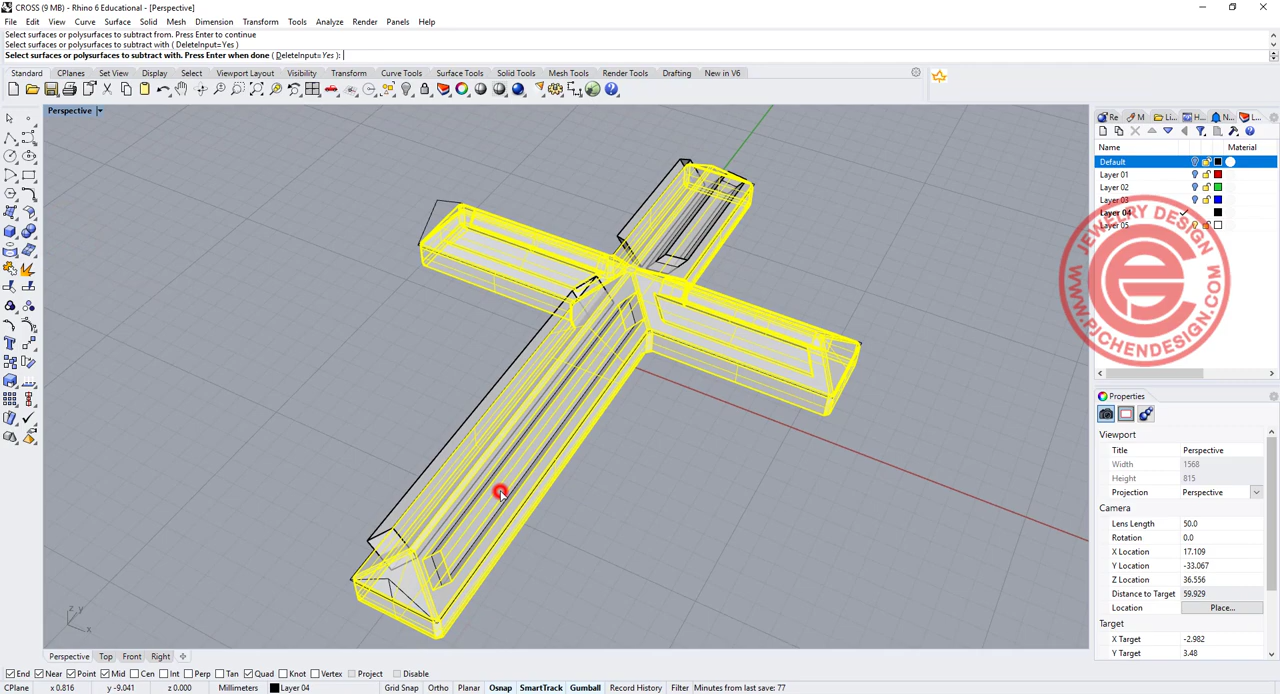 CROSS (9 MB) - Rhino 6 Educational - [Perspective]
File Edit View Curve Surface Solid Mesh Dimension Transform Tools Analyze Render Panels Help
Select surfaces or polysurfaces to subtract from. Press Enter to continue
Select surfaces or polysurfaces to subtract with ( DeleteInput=Yes )
Select surfaces or polysurfaces to subtract with. Press Enter when done ( DeleteInput=Yes ):
Standard CPlanes Set View Display Select Viewport Layout Visibility Transform Curve Tools Surface Tools Solid Tools Mesh Tools Render Tools Drafting New in V6
Perspective
Re M Li... H... N... L...
Name Material
Default
Layer 01
Layer 02
Layer 03
Layer 04
Layer 05
JEWELRY DESIGN
WWW.PJCHENDESIGN.COM
Properties
Viewport
Title Perspective
Width 1568
Height 815
Projection Perspective
Camera
Lens Length 50.0
Rotation 0.0
X Location 17.109
Y Location -33.067
Z Location 36.556
Distance to Target 59.929
Location Place...
Target
X Target -2.982
Y Target 3.48
z y
x
Perspective Top Front Right
End Near Point Mid Cen Int Perp Tan Quad Knot Vertex Project Disable
CPlane x 0.816 y -9.041 z 0.000 Millimeters Layer 04 Grid Snap Ortho Planar Osnap SmartTrack Gumball Record History Filter Minutes from last save: 77